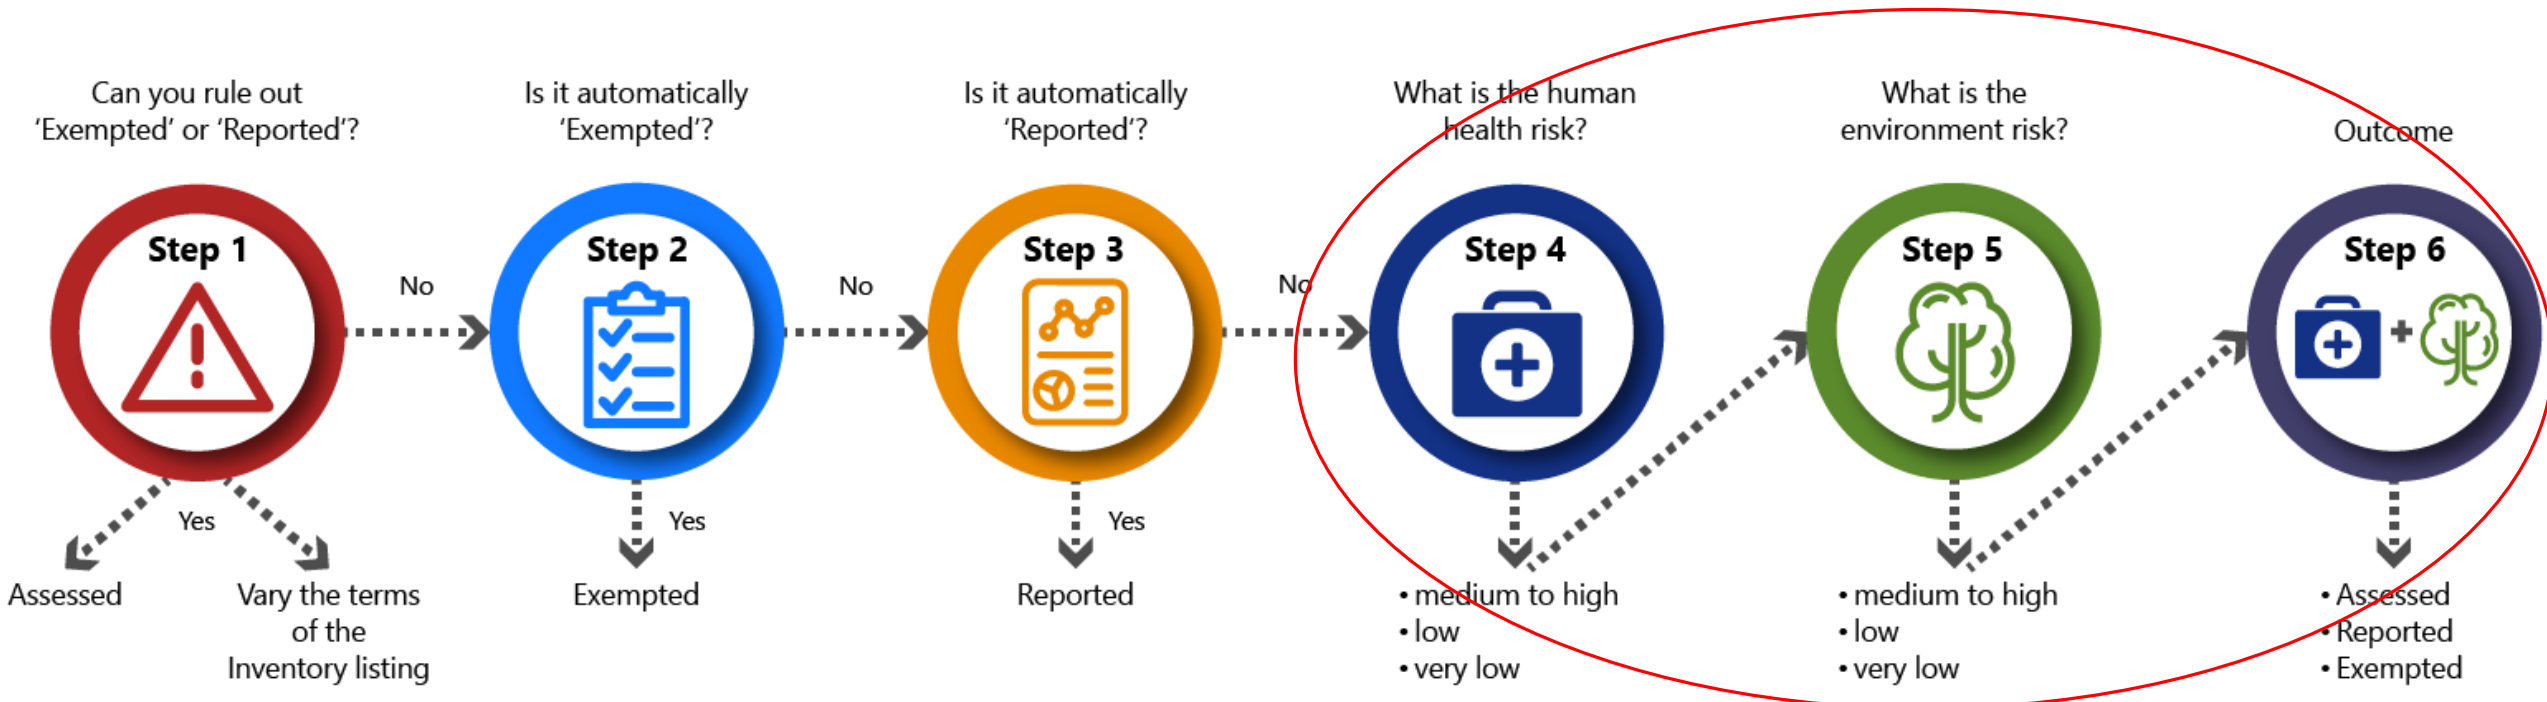 Can you rule out
‘Exempted’ or ‘Reported’?
Is it automatically
‘Exempted’?
Is it automatically
‘Reported’?
What is the human
health risk?
What is the
environment risk?
Outcome
Step 1
Step 2
Step 3
Step 4
Step 5
Step 6
No
No
No
Yes
Yes
Yes
Assessed
Vary the terms
of the
Inventory listing
Exempted
Reported
• medium to high
• low
• very low
• medium to high
• low
• very low
• Assessed
• Reported
• Exempted